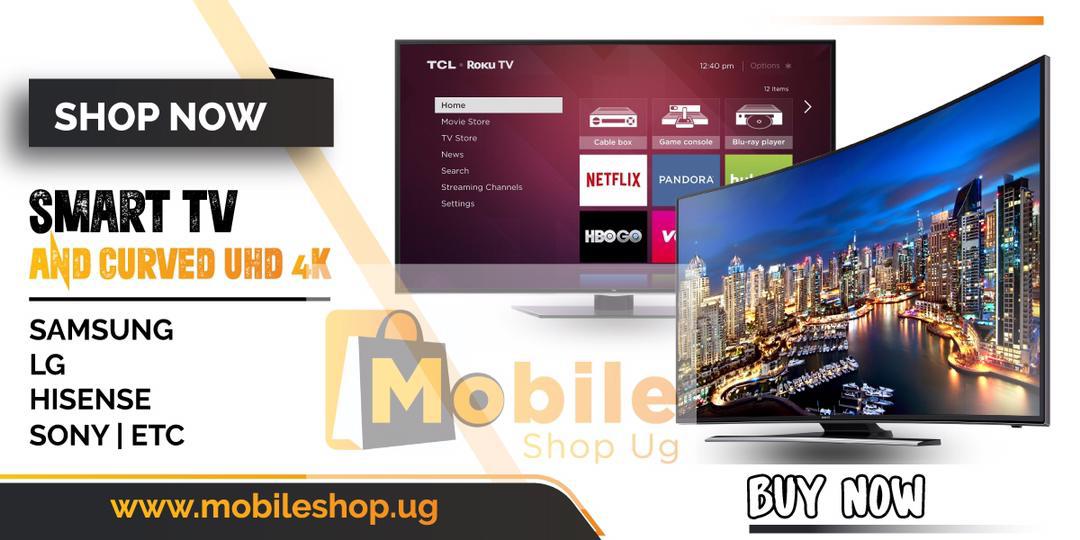 SHOP NOW
SMART TV
AND CURVED UHD 4K
SAMSUNG
LG
HISENSE
SONY | ETC
www.mobileshop.ug
TCL • Roku TV
12:40 pm | Options ✱
12 items
Home
Movie Store
TV Store
News
Search
Streaming Channels
Settings
Cable box
Game console
Blu-ray player
NETFLIX
PANDORA
HBO GO
Mobile
Shop Ug
BUY NOW